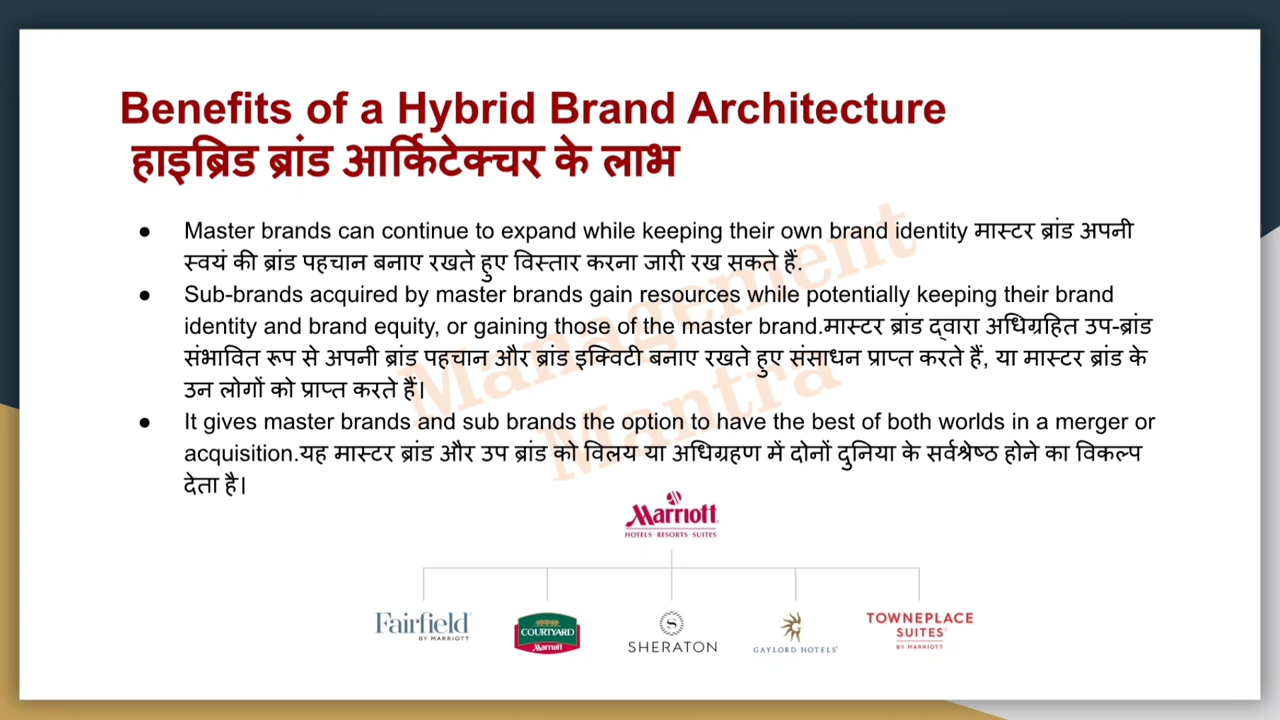 Benefits of a Hybrid Brand Architecture
हाइब्रिड ब्रांड आर्किटेक्चर के लाभ
● Master brands can continue to expand while keeping their own brand identity मास्टर ब्रांड अपनी
स्वयं की ब्रांड पहचान बनाए रखते हुए विस्तार करना जारी रख सकते हैं.
● Sub-brands acquired by master brands gain resources while potentially keeping their brand
identity and brand equity, or gaining those of the master brand.मास्टर ब्रांड द्वारा अधिग्रहित उप-ब्रांड
संभावित रूप से अपनी ब्रांड पहचान और ब्रांड इक्विटी बनाए रखते हुए संसाधन प्राप्त करते हैं, या मास्टर ब्रांड के
उन लोगों को प्राप्त करते हैं।
● It gives master brands and sub brands the option to have the best of both worlds in a merger or
acquisition.यह मास्टर ब्रांड और उप ब्रांड को विलय या अधिग्रहण में दोनों दुनिया के सर्वश्रेष्ठ होने का विकल्प
देता है।
Management
Mantra
Marriott
HOTELS·RESORTS·SUITES
Fairfield®
BY MARRIOTT
COURTYARD
Marriott
S
SHERATON
GAYLORD HOTELS®
TOWNEPLACE
SUITES®
BY MARRIOTT